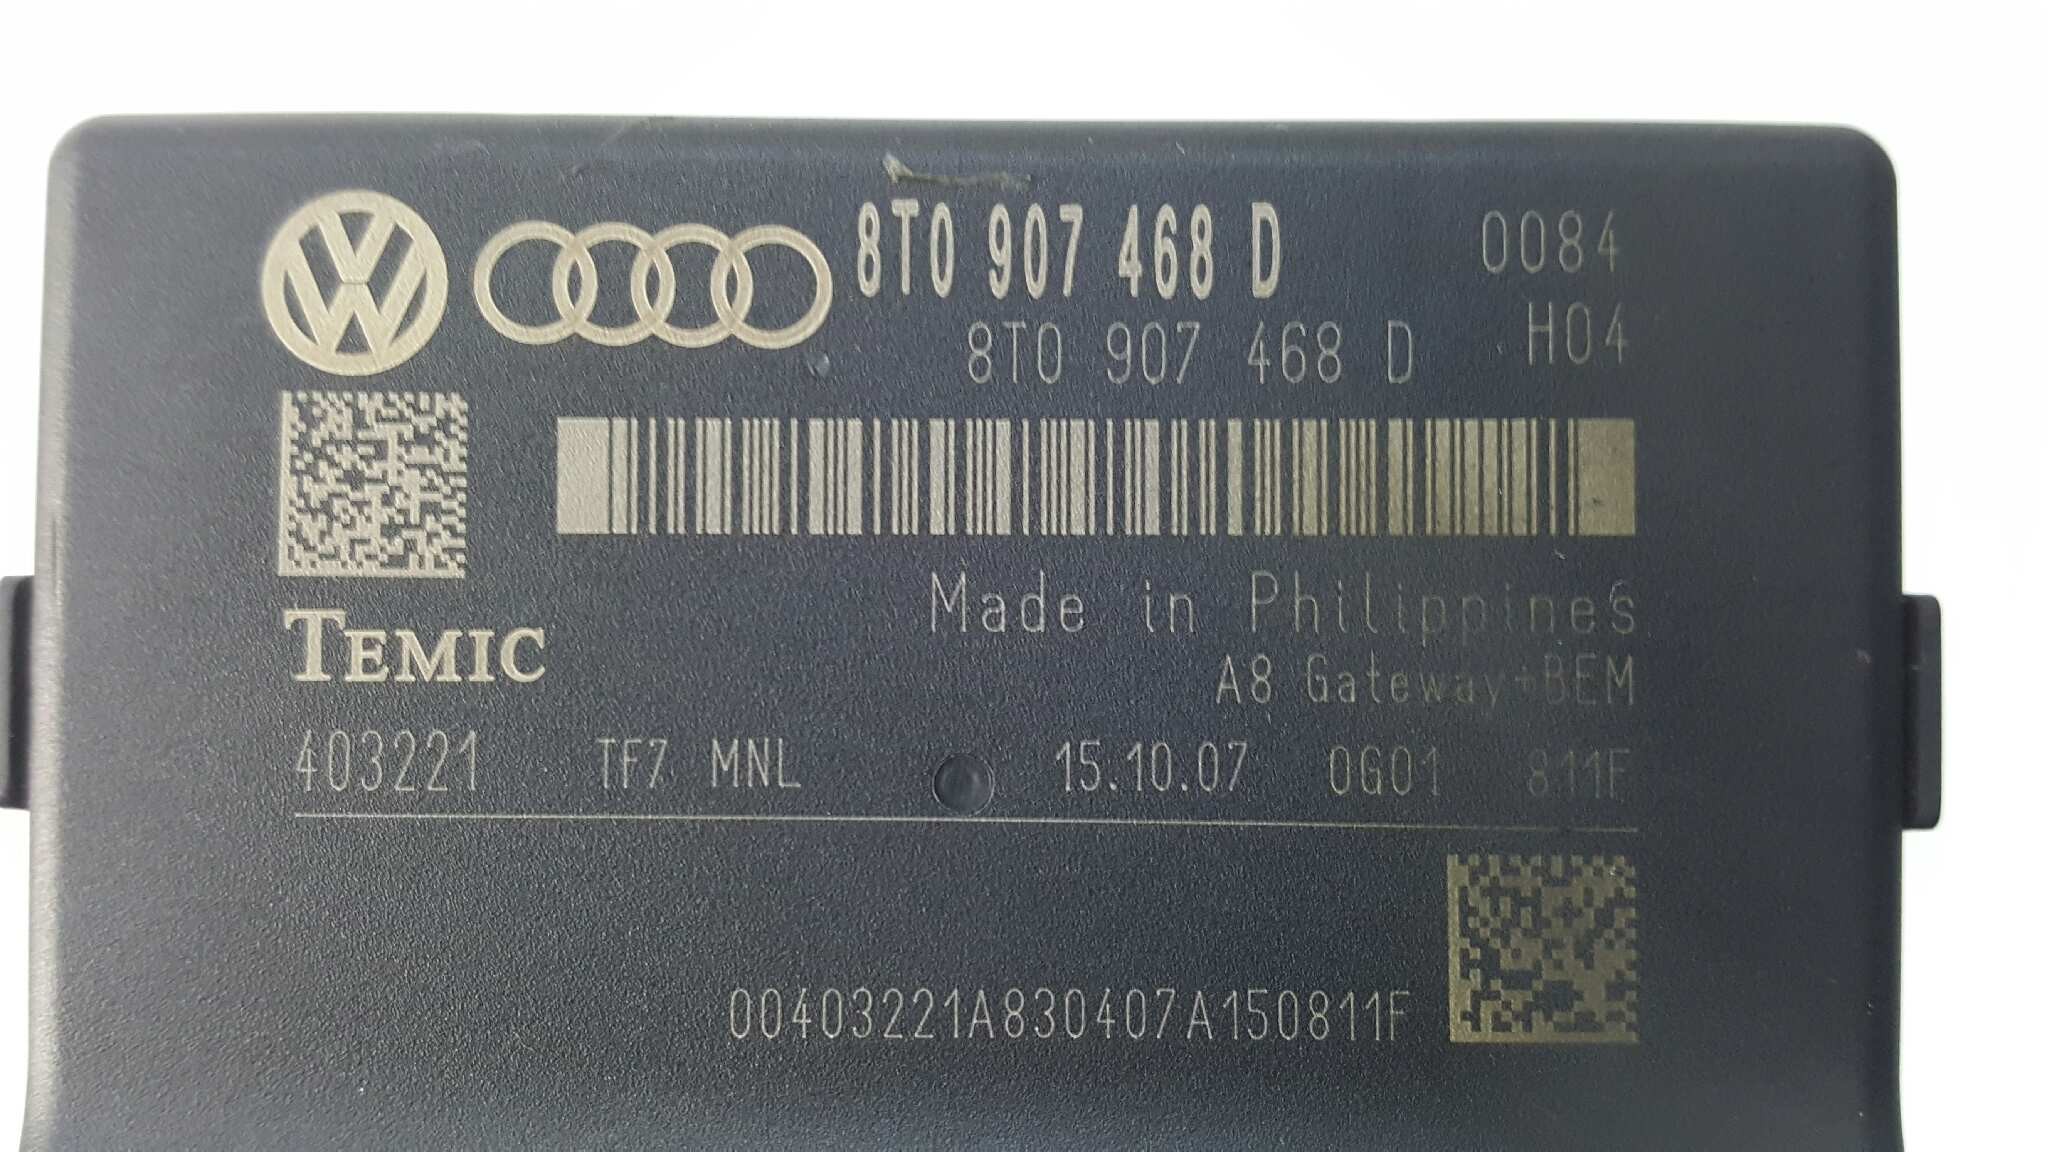 8T0 907 468 D 0084
8T0 907 468 D H04
Made in Philippines
TEMIC
A8 Gateway+BEM
403221 TF7 MNL 15.10.07 0G01 811F
00403221A830407A150811F